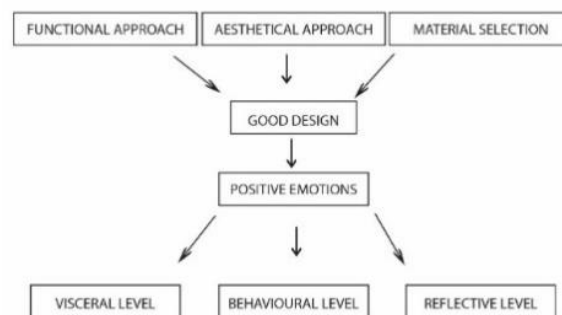 FUNCTIONAL APPROACH
AESTHETICAL APPROACH
MATERIAL SELECTION
GOOD DESIGN
POSITIVE EMOTIONS
VISCERAL LEVEL
BEHAVIOURAL LEVEL
REFLECTIVE LEVEL